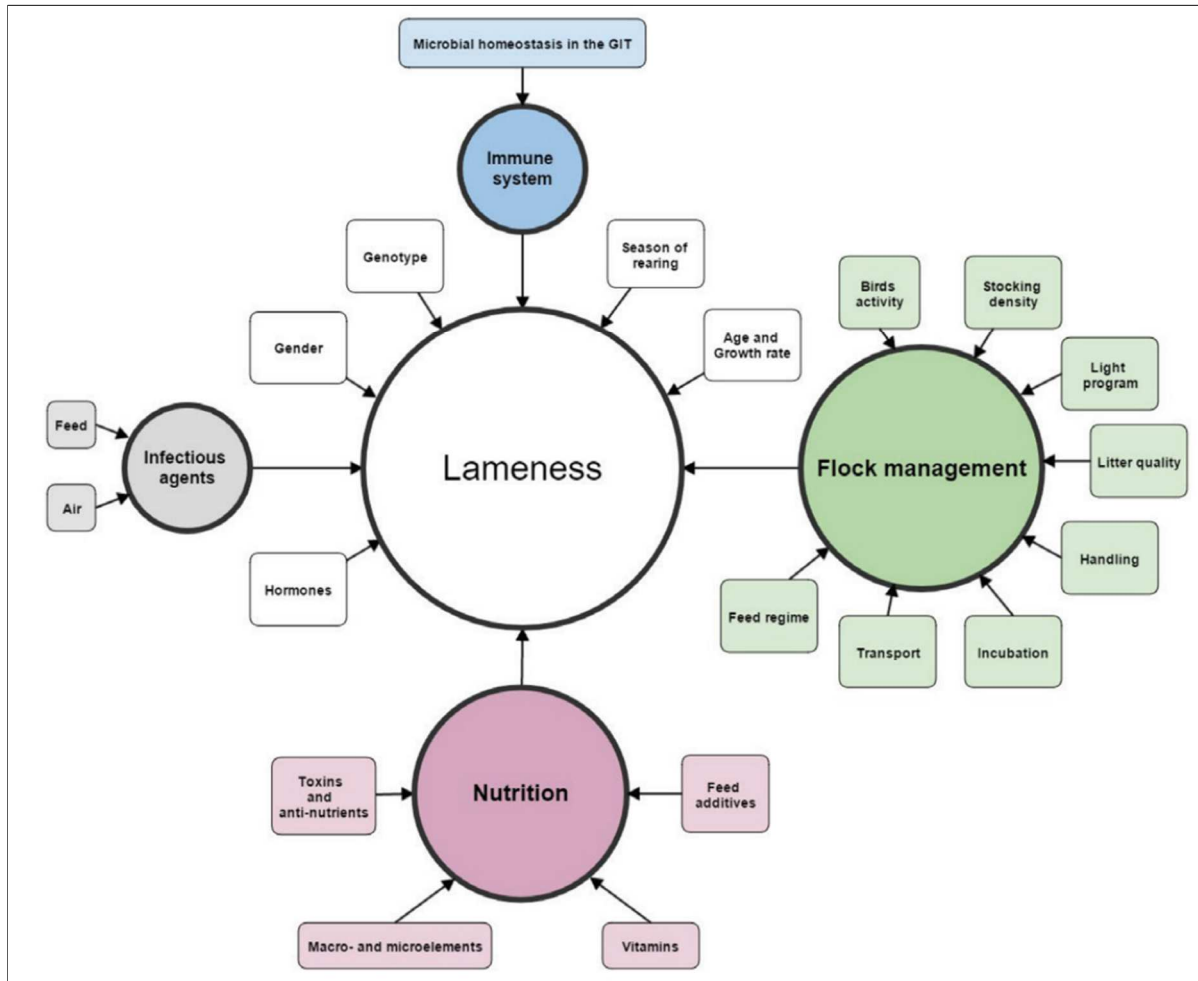 Microbial homeostasis in the GIT
Immune
system
Genotype
Season of
rearing
Gender
Age and
Growth rate
Birds
activity
Stocking
density
Light
program
Feed
Infectious
agents
Air
Lameness
Flock management
Litter quality
Handling
Hormones
Feed regime
Transport
Incubation
Toxins
and
anti-nutrients
Nutrition
Feed
additives
Macro- and microelements
Vitamins